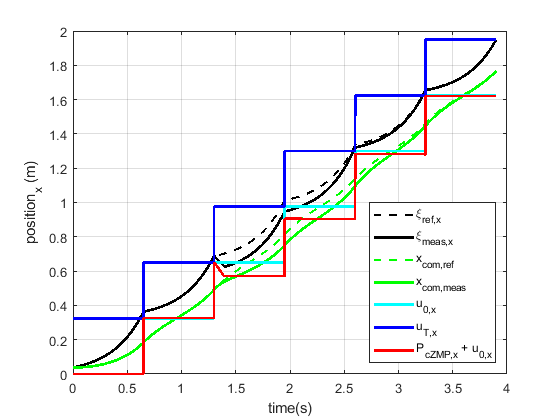 2
1.8
1.6
1.4
1.2
1
0.8
0.6
0.4
0.2
0
position_x (m)
0 0.5 1 1.5 2 2.5 3 3.5 4
time(s)
ξ_ref,x
ξ_meas,x
x_com,ref
x_com,meas
u_0,x
u_T,x
P_cZMP,x + u_0,x